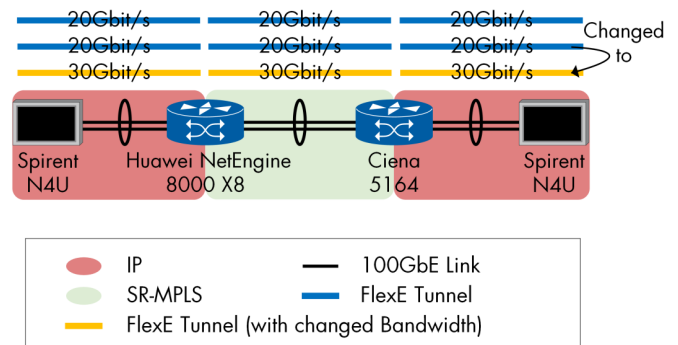 20Gbit/s 20Gbit/s 20Gbit/s
20Gbit/s 20Gbit/s 20Gbit/s
30Gbit/s 30Gbit/s 30Gbit/s
Changed
to
Spirent Huawei NetEngine Ciena Spirent
N4U 8000 X8 5164 N4U
IP 100GbE Link
SR-MPLS FlexE Tunnel
FlexE Tunnel (with changed Bandwidth)